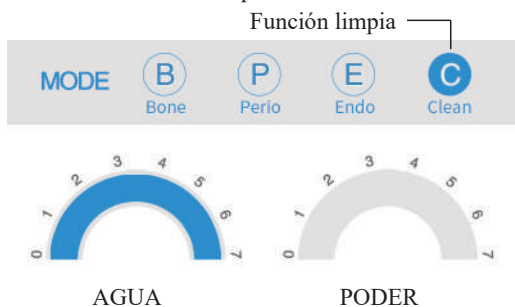 Función limpia
MODE B P E C
Bone Perio Endo Clean
0 1 2 3 4 5 6 7 0 1 2 3 4 5 6 7
AGUA PODER